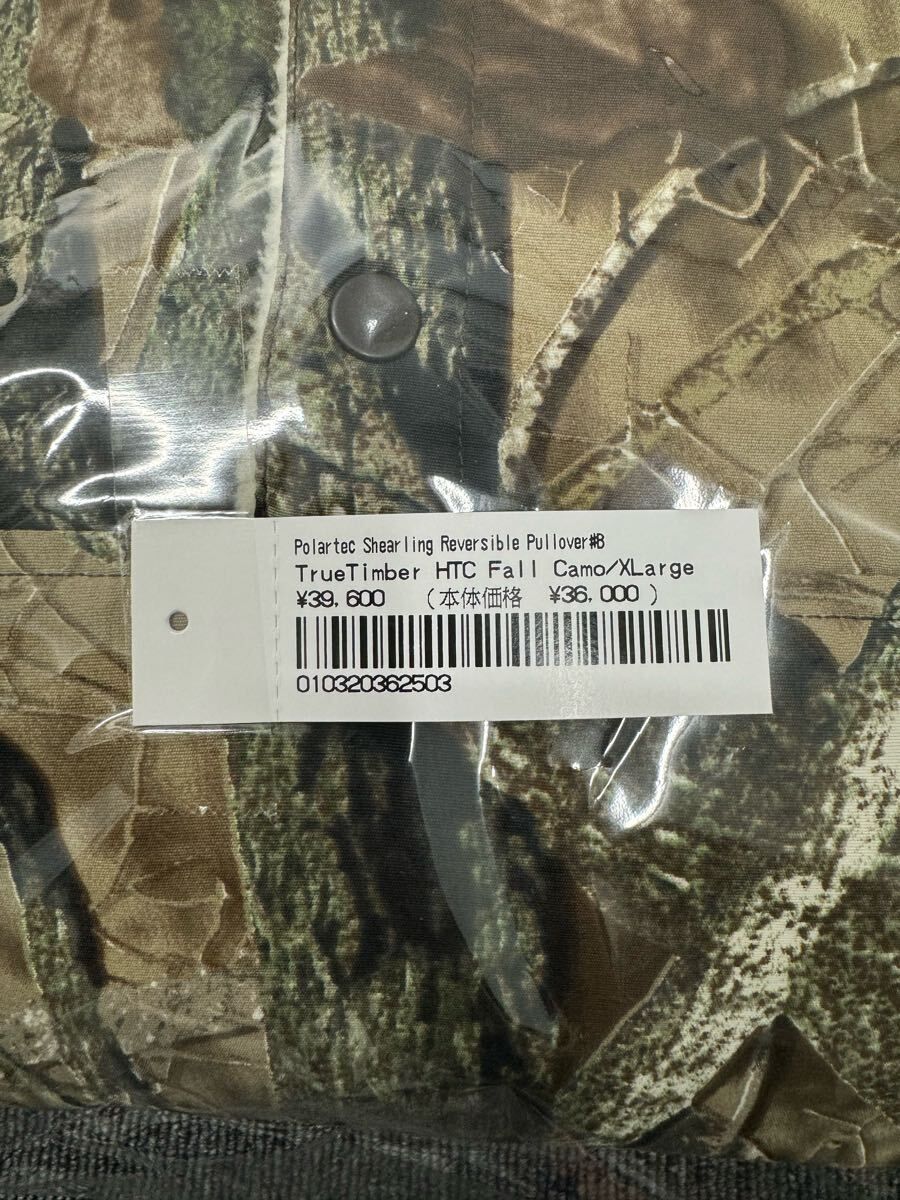 Polartec Shearling Reversible Pullover#B
TrueTimber HTC Fall Camo/XLarge
¥39,600 (本体価格 ¥36,000 )
010320362503